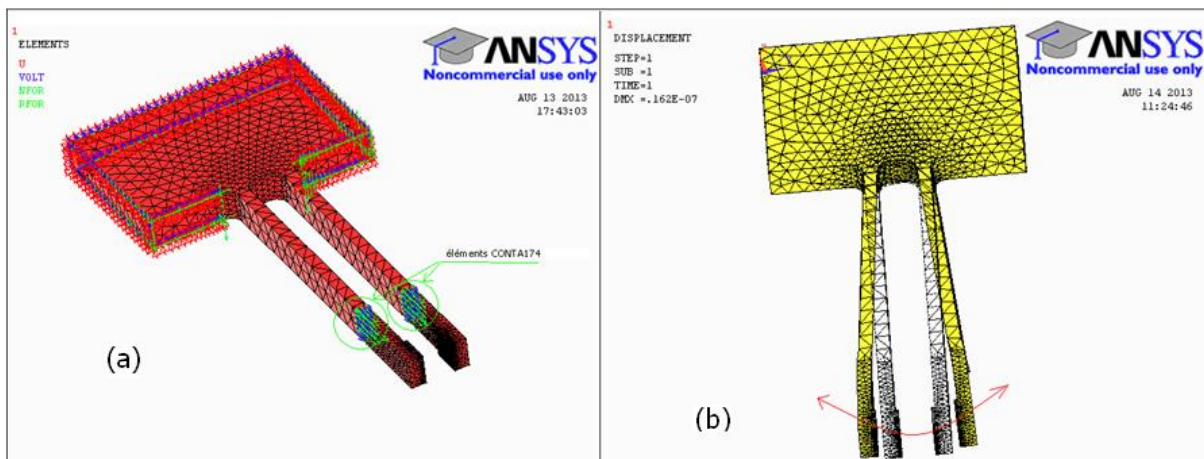 1
ELEMENTS
U
VOLT
NFOR
RFOR
ANSYS
Noncommercial use only
AUG 13 2013
17:43:03
éléments CONTA174
(a)
1
DISPLACEMENT
STEP=1
SUB =1
TIME=1
DMX =.162E-07
ANSYS
Noncommercial use only
AUG 14 2013
11:24:46
(b)